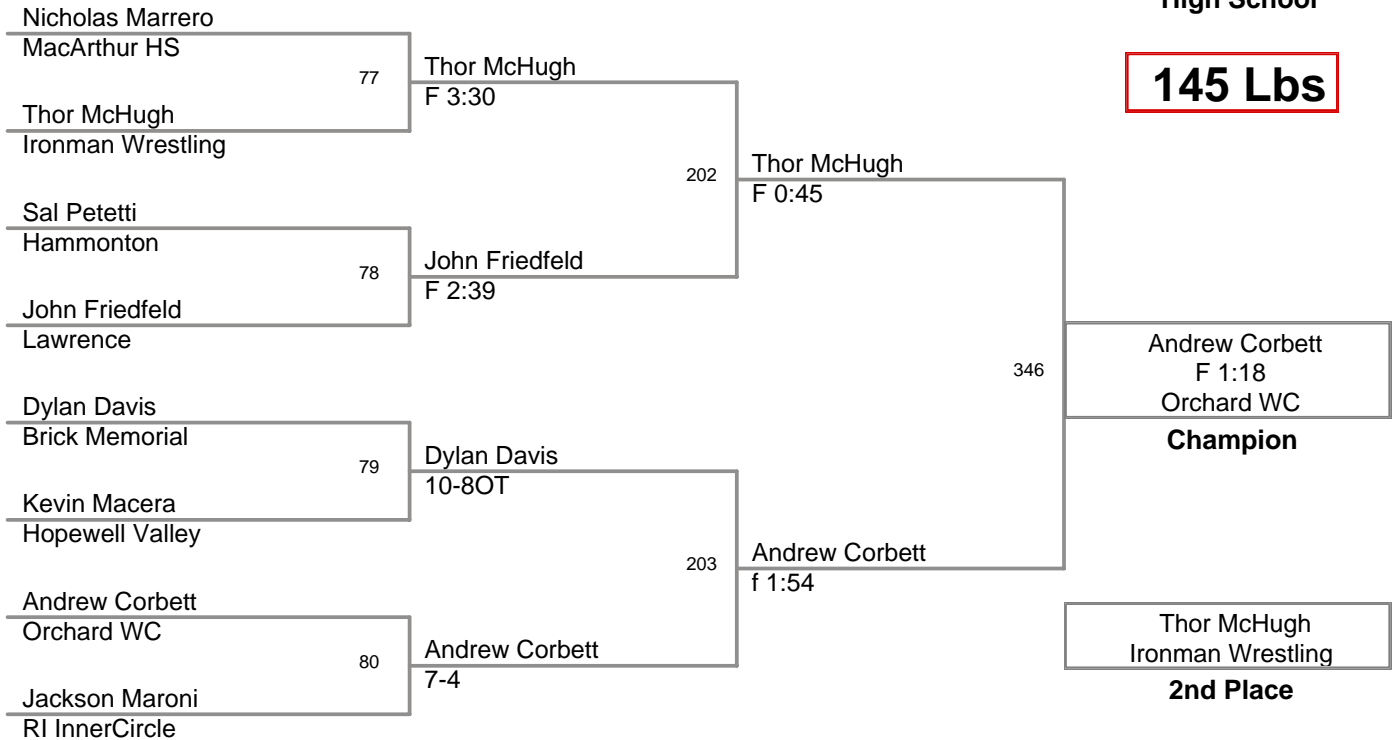 High School
145 Lbs
Nicholas Marrero
MacArthur HS
77
Thor McHugh
Ironman Wrestling
Thor McHugh
F 3:30
Sal Petetti
Hammonton
78
John Friedfeld
Lawrence
John Friedfeld
F 2:39
202
Thor McHugh
F 0:45
Dylan Davis
Brick Memorial
79
Kevin Macera
Hopewell Valley
Dylan Davis
10-8OT
Andrew Corbett
Orchard WC
80
Jackson Maroni
RI InnerCircle
Andrew Corbett
7-4
203
Andrew Corbett
f 1:54
346
Andrew Corbett
F 1:18
Orchard WC
Champion
Thor McHugh
Ironman Wrestling
2nd Place